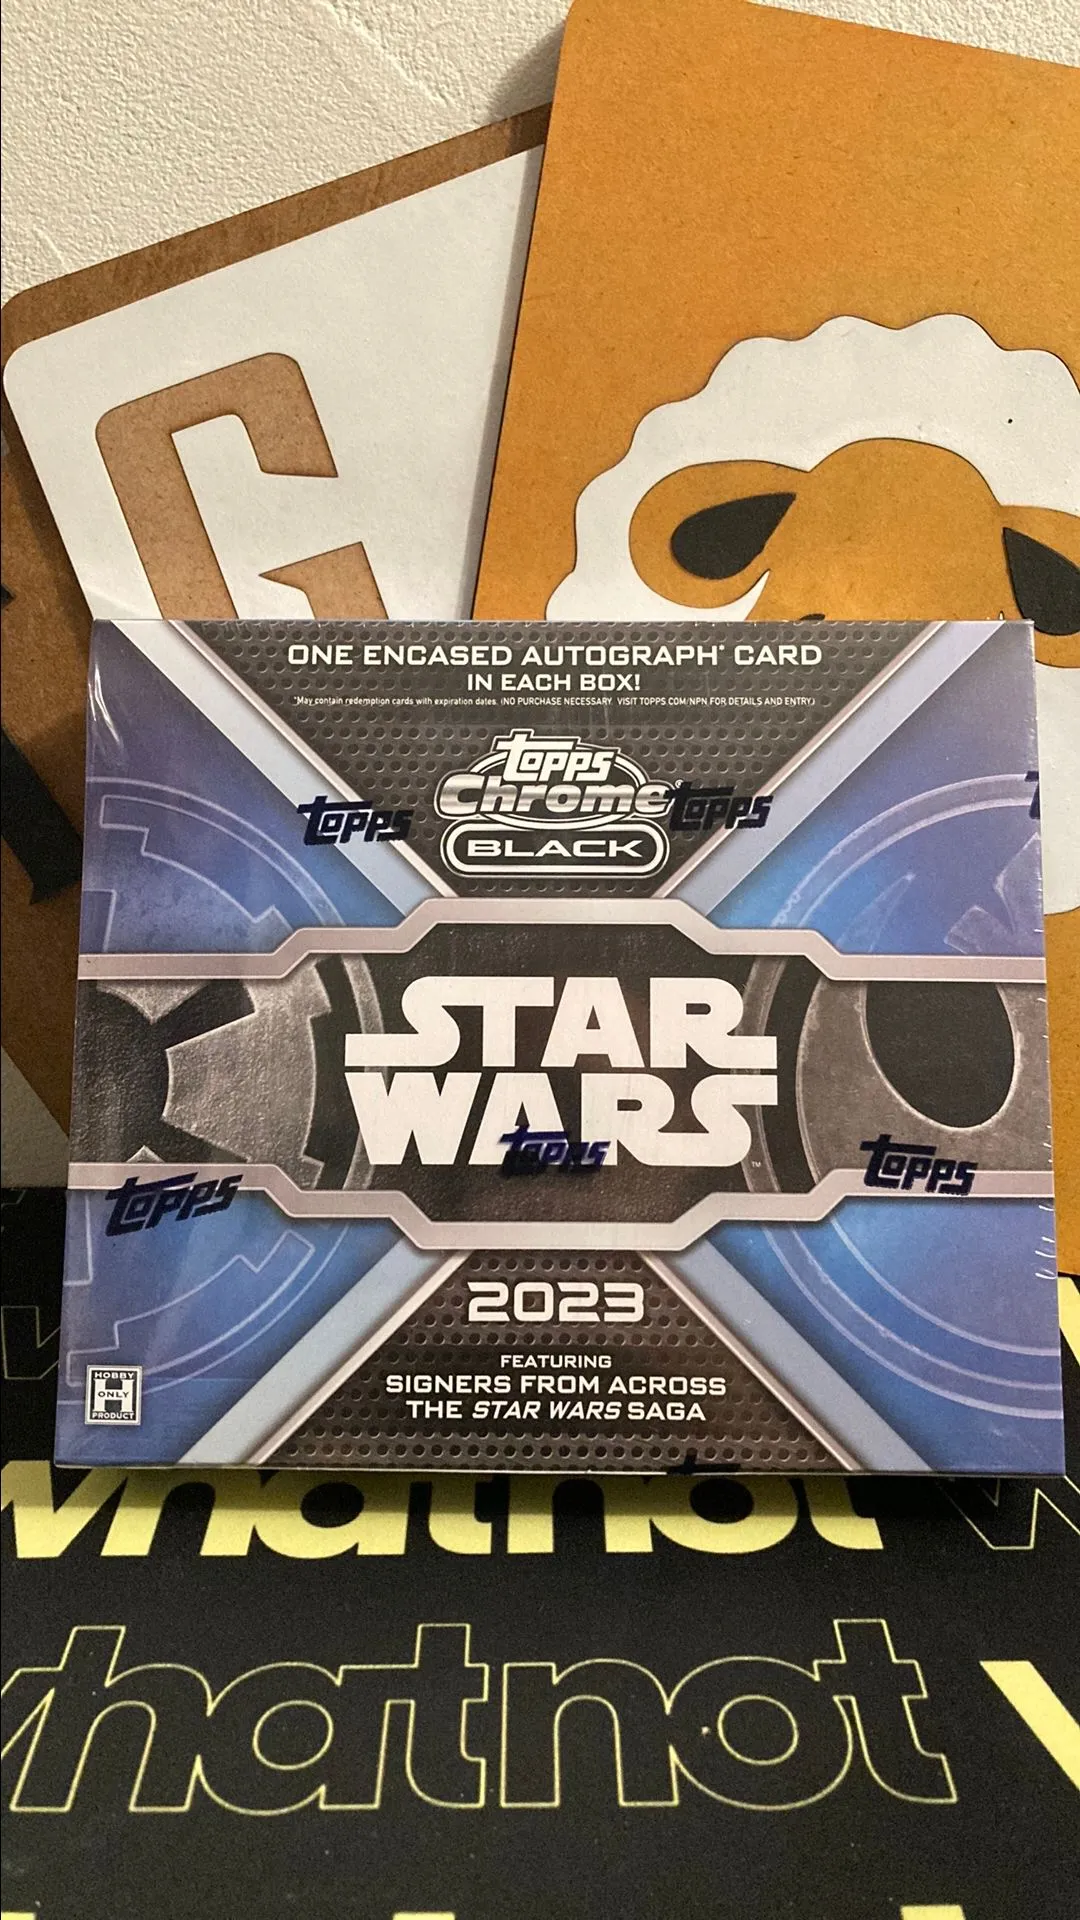 ONE ENCASED AUTOGRAPH* CARD
IN EACH BOX!
*May contain redemption cards with expiration dates. (NO PURCHASE NECESSARY. VISIT TOPPS.COM/NPN FOR DETAILS AND ENTRY)
topps
Chrome®
BLACK
topps
topps
STAR
WARS™
topps
topps
topps
2023
FEATURING
SIGNERS FROM ACROSS
THE STAR WARS SAGA
HOBBY
H
ONLY
PRODUCT
whatnot
whatnot